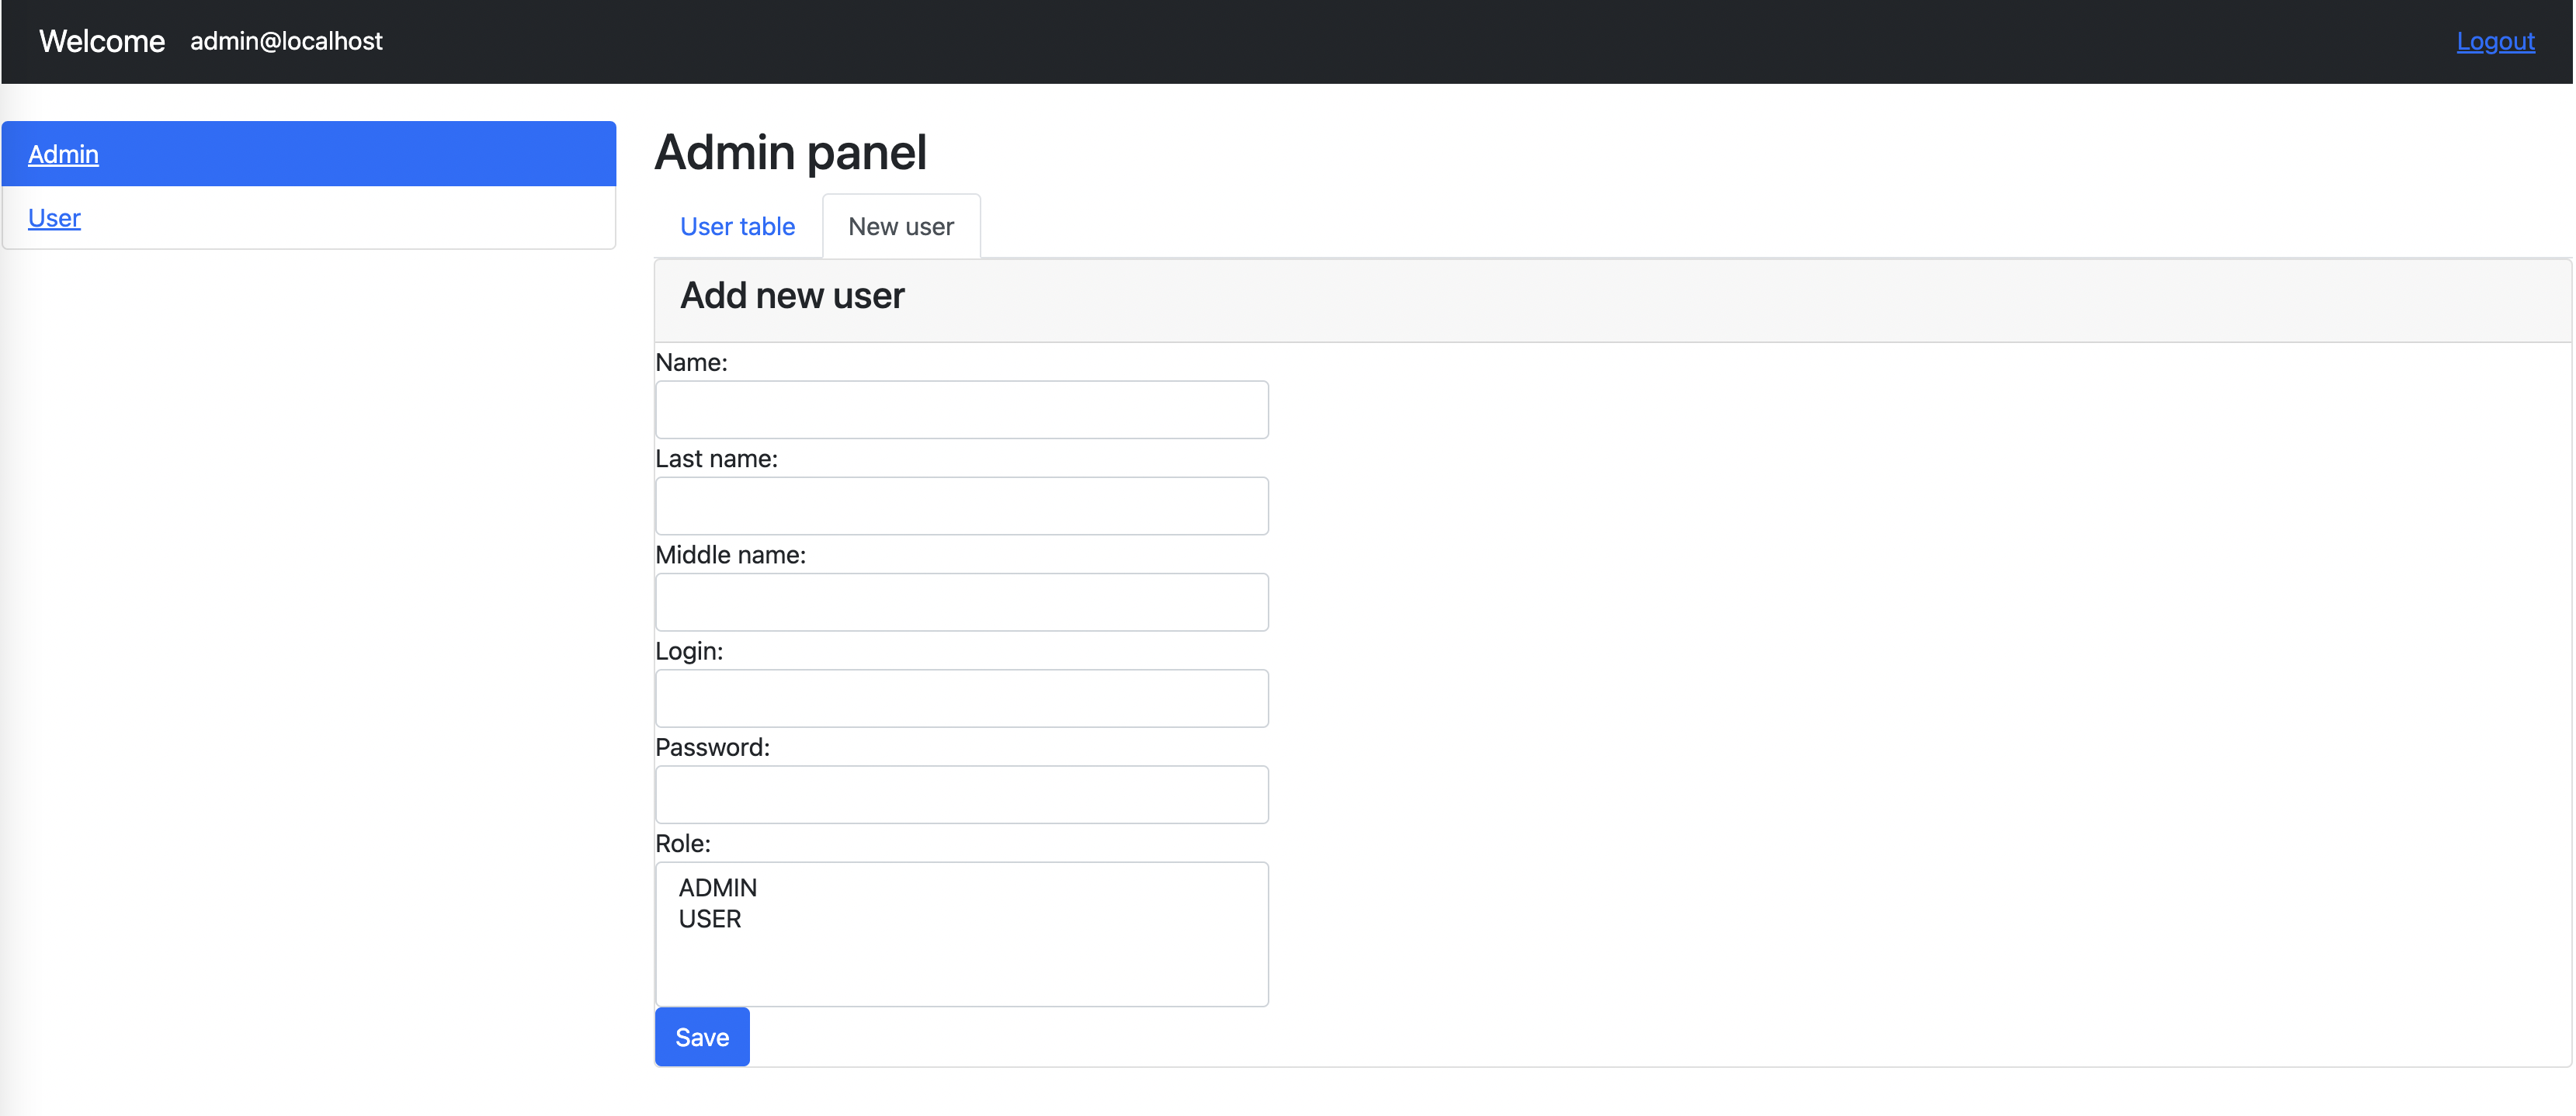 Welcome admin@localhost Logout
Admin
User
Admin panel
User table New user
Add new user
Name:
Last name:
Middle name:
Login:
Password:
Role:
ADMIN
USER
Save